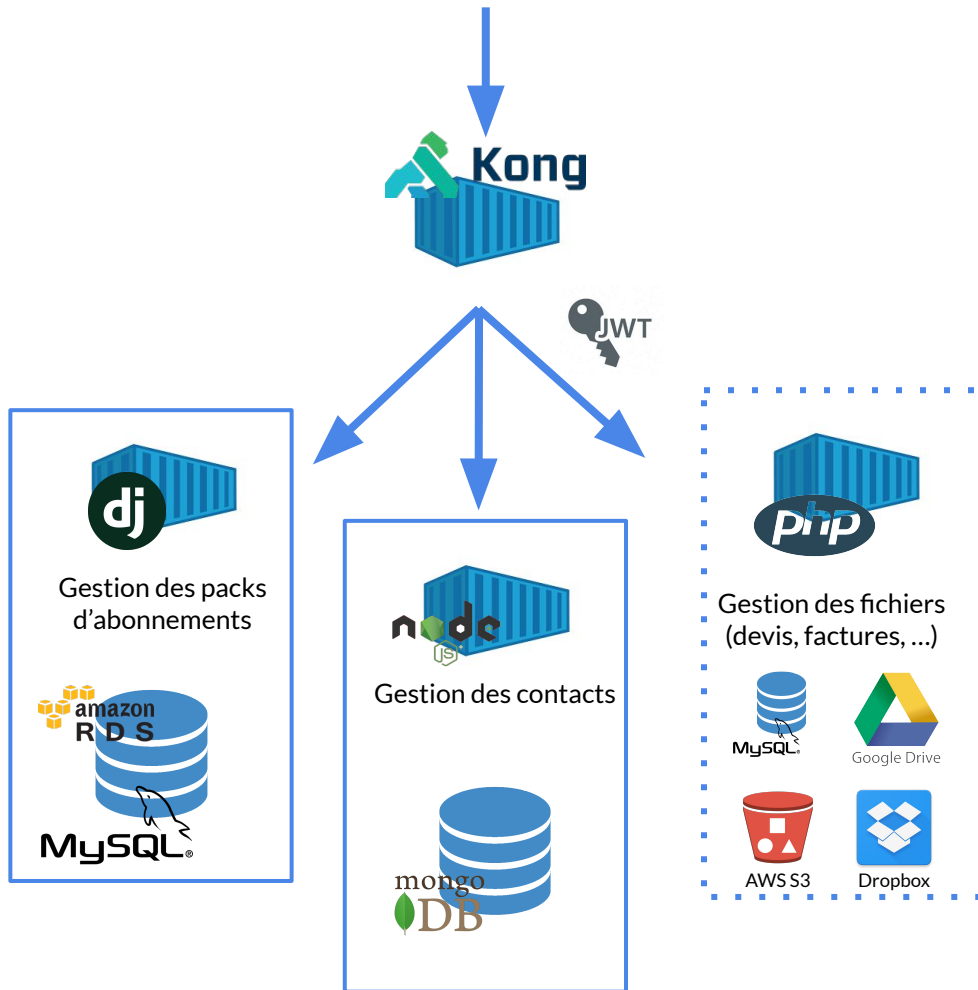 Kong
JWT
dj
Gestion des packs
d’abonnements
amazon
RDS
MySQL®
node
JS
Gestion des contacts
mongo
DB
php
Gestion des fichiers
(devis, factures, ...)
MySQL®
Google Drive
AWS S3
Dropbox